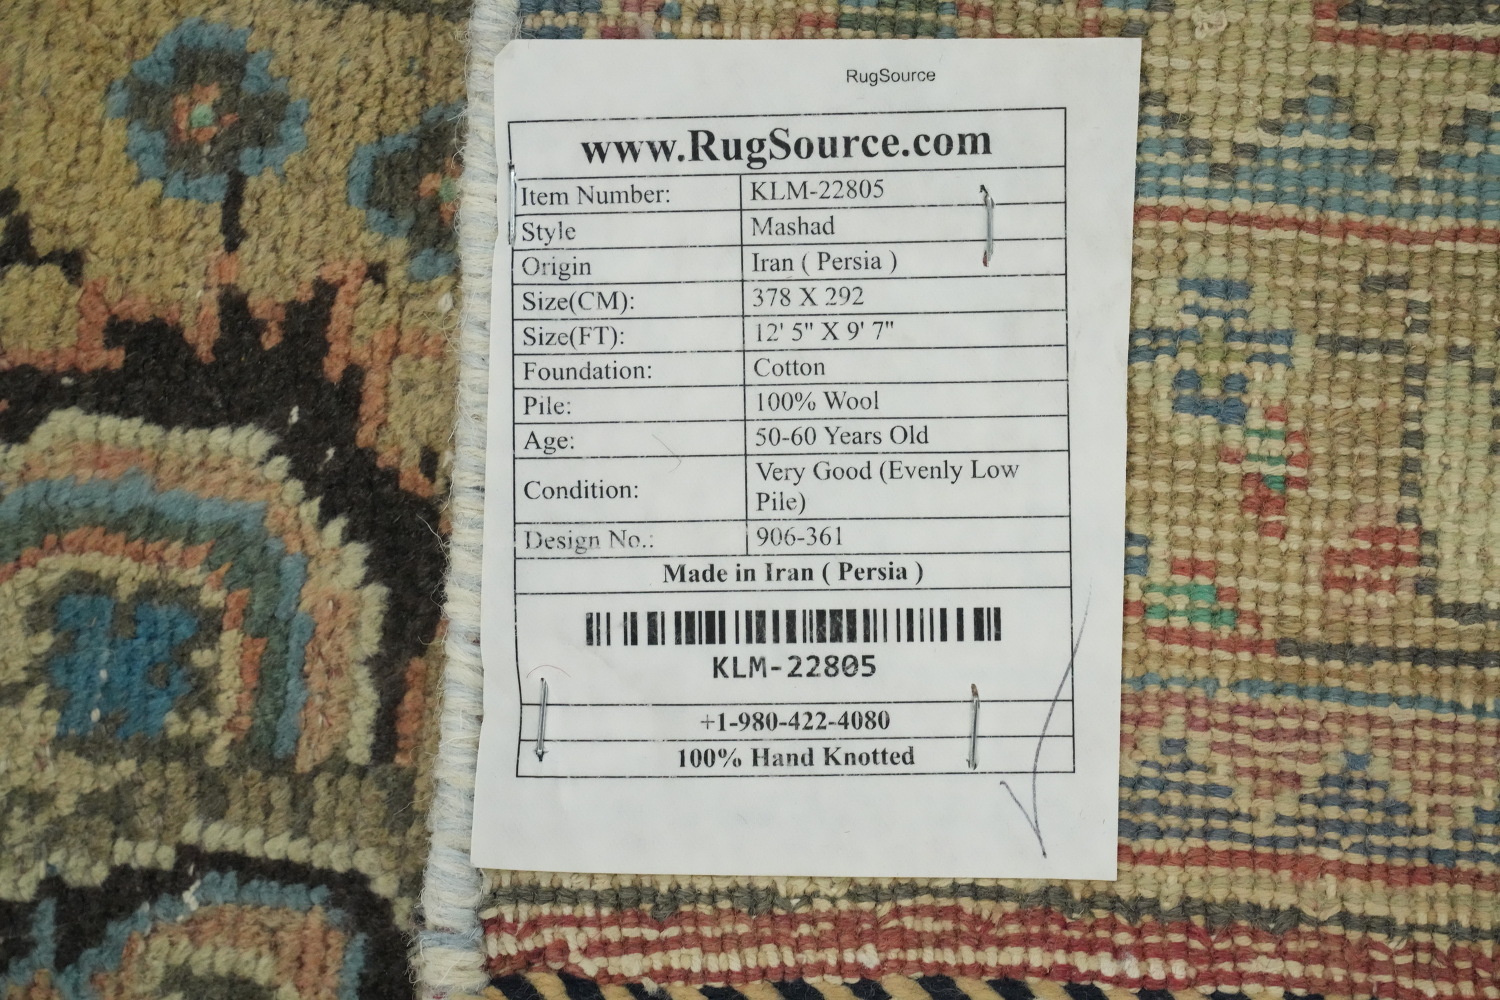 RugSource
www.RugSource.com
Item Number: KLM-22805
Style Mashad
Origin Iran ( Persia )
Size(CM): 378 X 292
Size(FT): 12' 5" X 9' 7"
Foundation: Cotton
Pile: 100% Wool
Age: 50-60 Years Old
Condition: Very Good (Evenly Low
Pile)
Design No.: 906-361
Made in Iran ( Persia )
KLM-22805
+1-980-422-4080
100% Hand Knotted